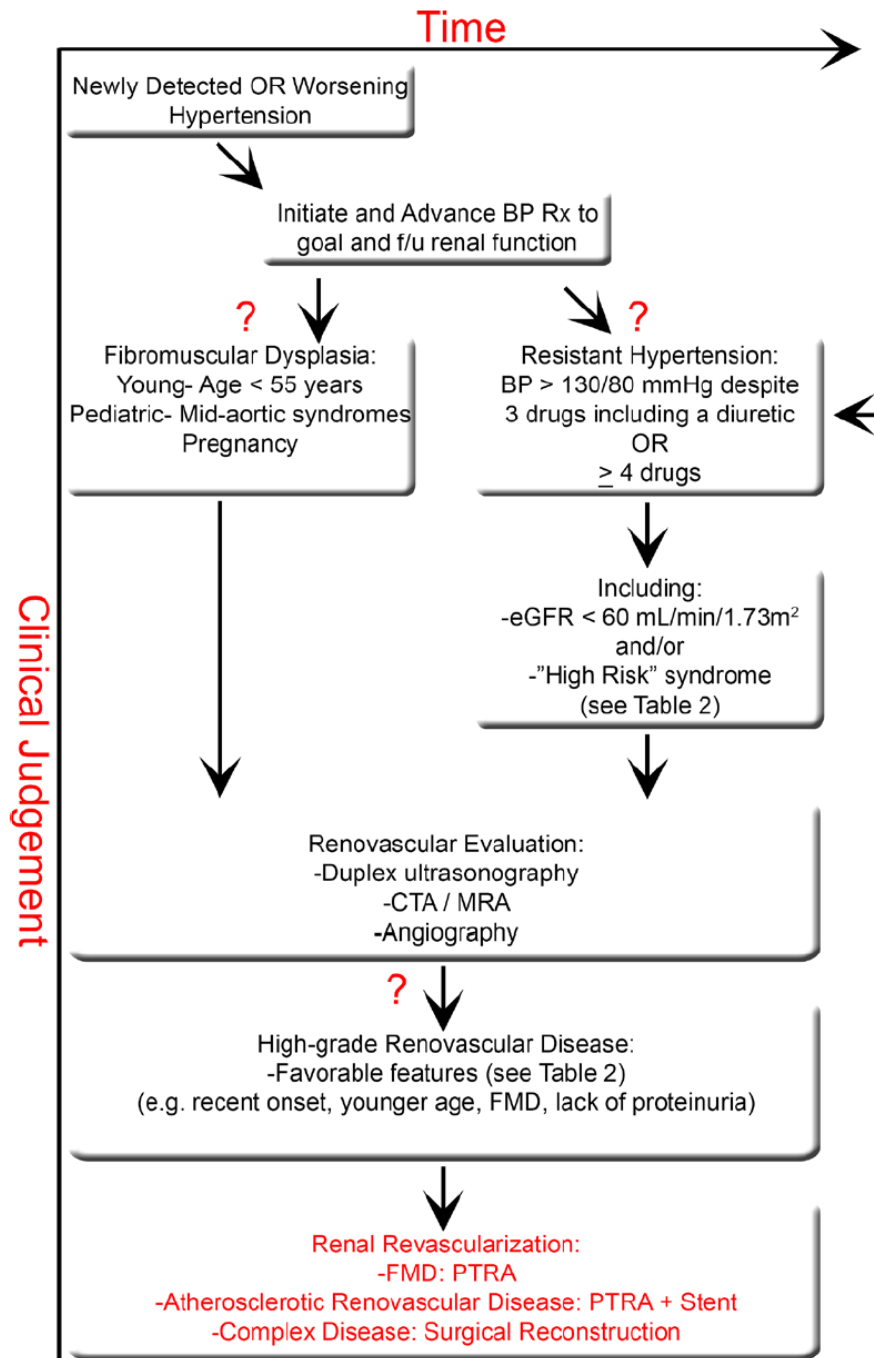 Time
Newly Detected OR Worsening
Hypertension
Initiate and Advance BP Rx to
goal and f/u renal function
?
?
Fibromuscular Dysplasia:
Young- Age < 55 years
Pediatric- Mid-aortic syndromes
Pregnancy
Resistant Hypertension:
BP > 130/80 mmHg despite
3 drugs including a diuretic
OR
≥ 4 drugs
Including:
-eGFR < 60 mL/min/1.73m²
and/or
-"High Risk" syndrome
(see Table 2)
Clinical Judgement
Renovascular Evaluation:
-Duplex ultrasonography
-CTA / MRA
-Angiography
?
High-grade Renovascular Disease:
-Favorable features (see Table 2)
(e.g. recent onset, younger age, FMD, lack of proteinuria)
Renal Revascularization:
-FMD: PTRA
-Atherosclerotic Renovascular Disease: PTRA + Stent
-Complex Disease: Surgical Reconstruction